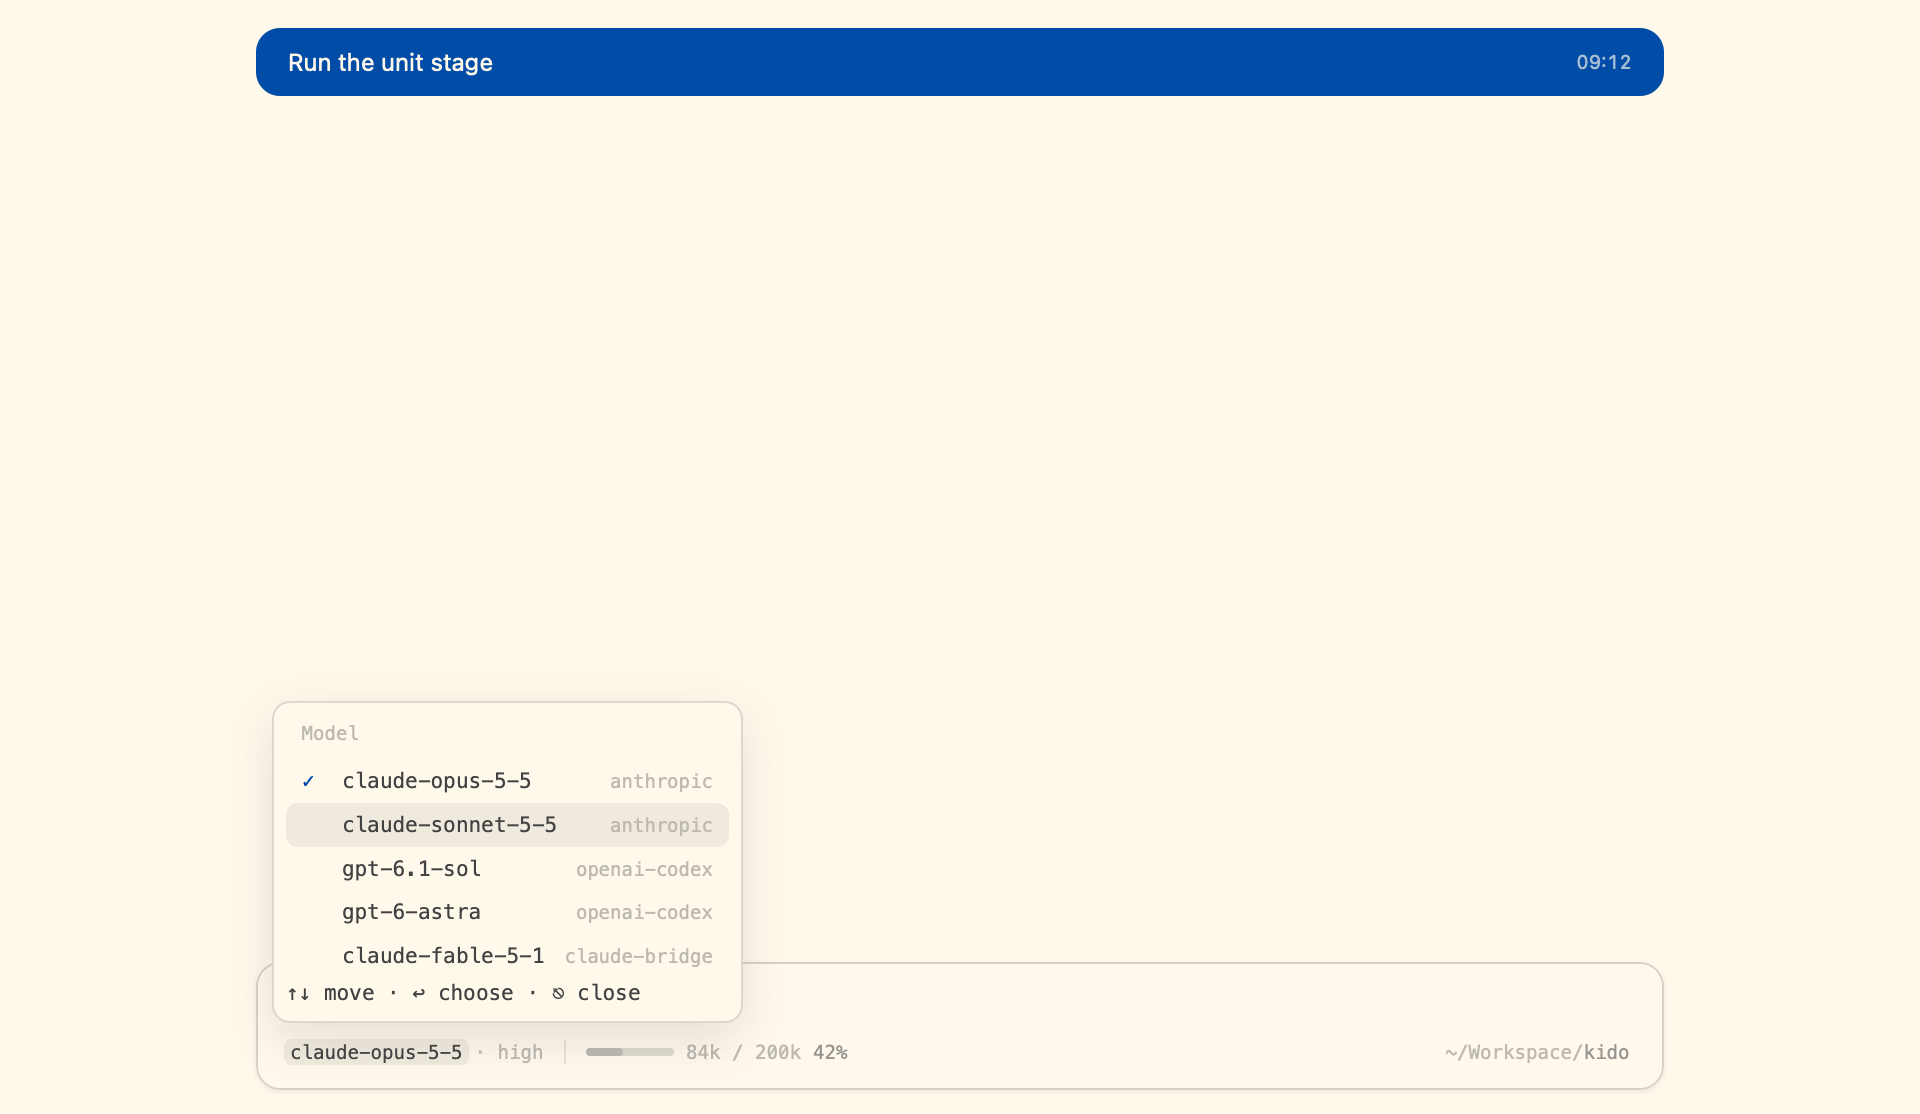 Run the unit stage 09:12
Model
✓ claude-opus-5-5 anthropic
claude-sonnet-5-5 anthropic
gpt-6.1-sol openai-codex
gpt-6-astra openai-codex
claude-fable-5-1 claude-bridge
↑↓ move · ↩ choose · ⎋ close
claude-opus-5-5 · high 84k / 200k 42% ~/Workspace/kido